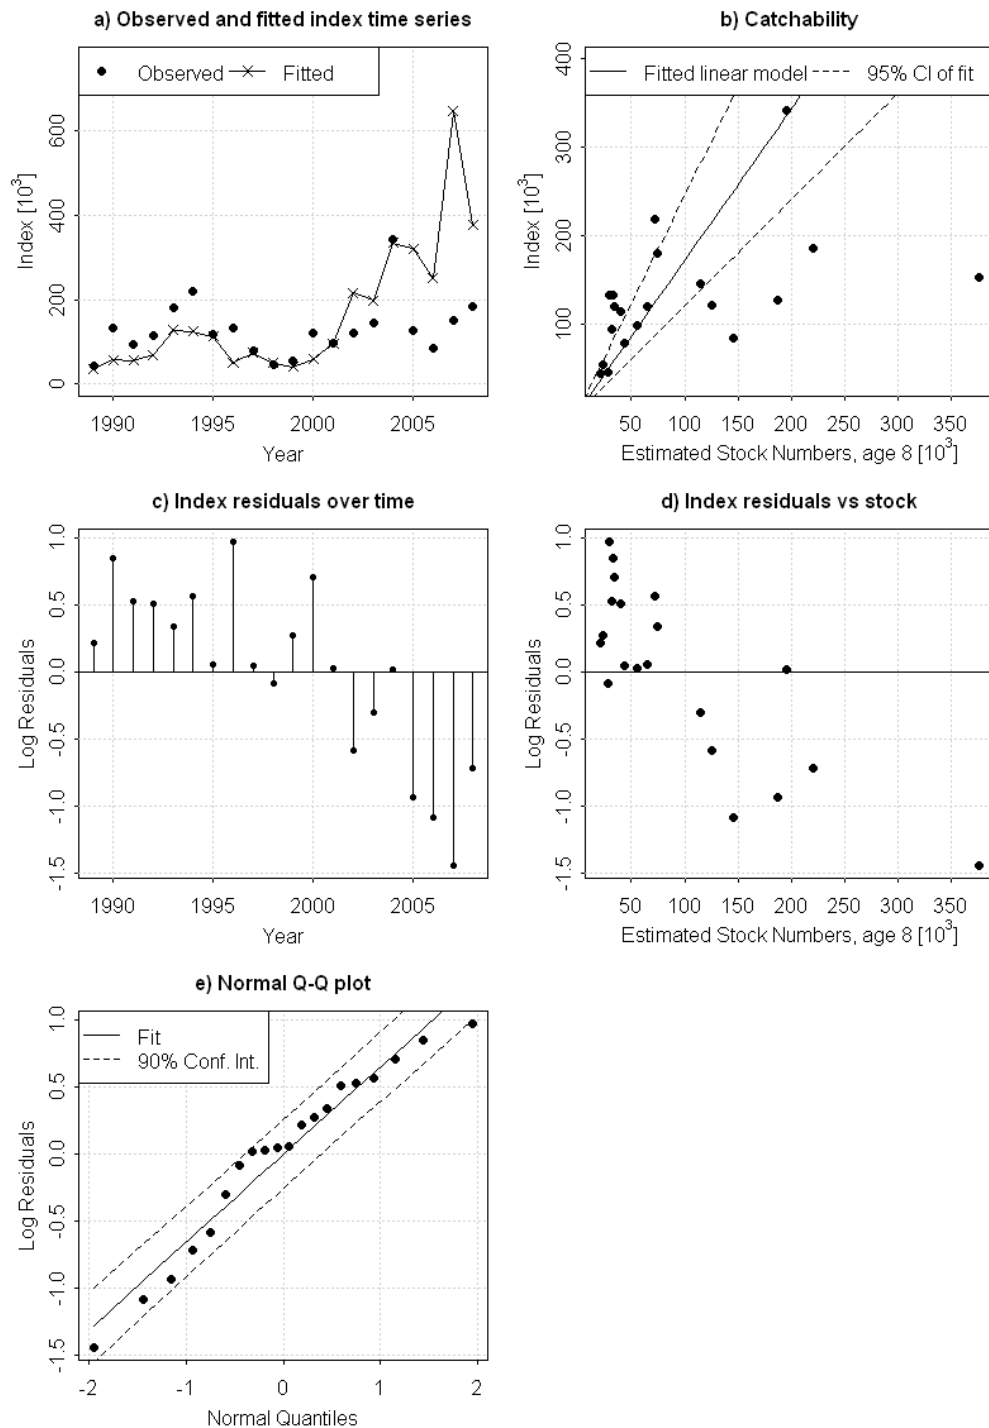 a) Observed and fitted index time series
Observed
Fitted
Index [10³]
0
200
400
600
1990
1995
2000
2005
Year
b) Catchability
Fitted linear model
95% CI of fit
Index [10³]
100
200
300
400
50
100
150
200
250
300
350
Estimated Stock Numbers, age 8 [10³]
c) Index residuals over time
Log Residuals
-1.5
-1.0
-0.5
0.0
0.5
1.0
1990
1995
2000
2005
Year
d) Index residuals vs stock
Log Residuals
-1.5
-1.0
-0.5
0.0
0.5
1.0
50
100
150
200
250
300
350
Estimated Stock Numbers, age 8 [10³]
e) Normal Q-Q plot
Fit
90% Conf. Int.
Log Residuals
-1.5
-1.0
-0.5
0.0
0.5
1.0
-2
-1
0
1
2
Normal Quantiles